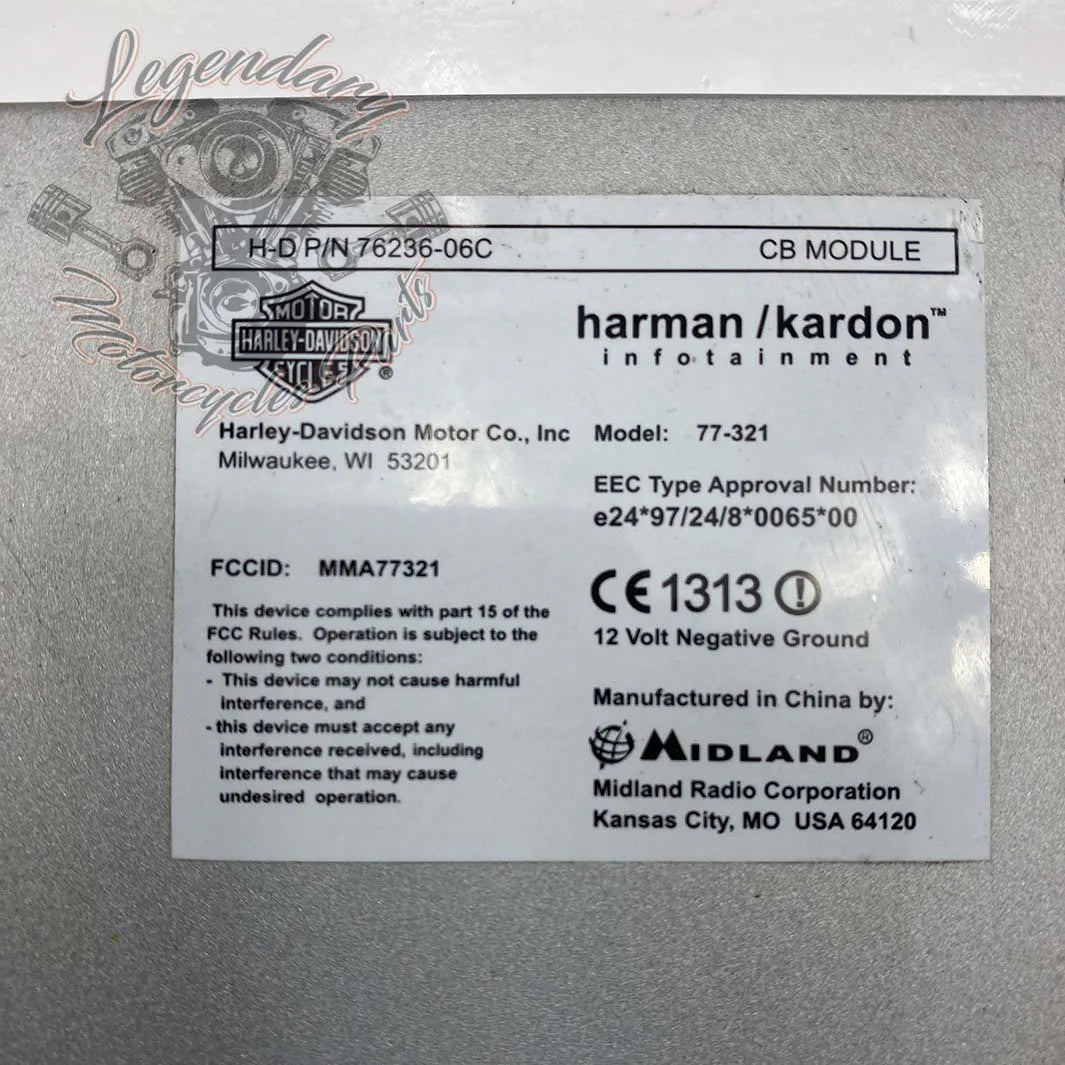 Legendary
Motorcycles Parts
H-D P/N 76236-06C CB MODULE
MOTOR
HARLEY-DAVIDSON
CYCLES
®
harman/kardon™
infotainment
Harley-Davidson Motor Co., Inc
Milwaukee, WI 53201
FCCID: MMA77321
This device complies with part 15 of the
FCC Rules. Operation is subject to the
following two conditions:
- This device may not cause harmful
interference, and
- this device must accept any
interference received, including
interference that may cause
undesired operation.
Model: 77-321
EEC Type Approval Number:
e24*97/24/8*0065*00
CE 1313 !
12 Volt Negative Ground
Manufactured in China by:
MIDLAND®
Midland Radio Corporation
Kansas City, MO USA 64120